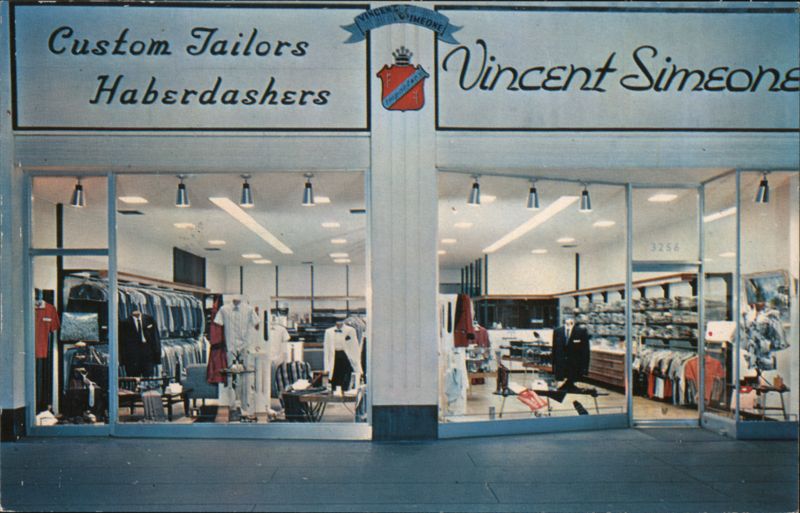 Custom Tailors
Haberdashers
VINCENT SIMEONE
Vincent Simeone
3256